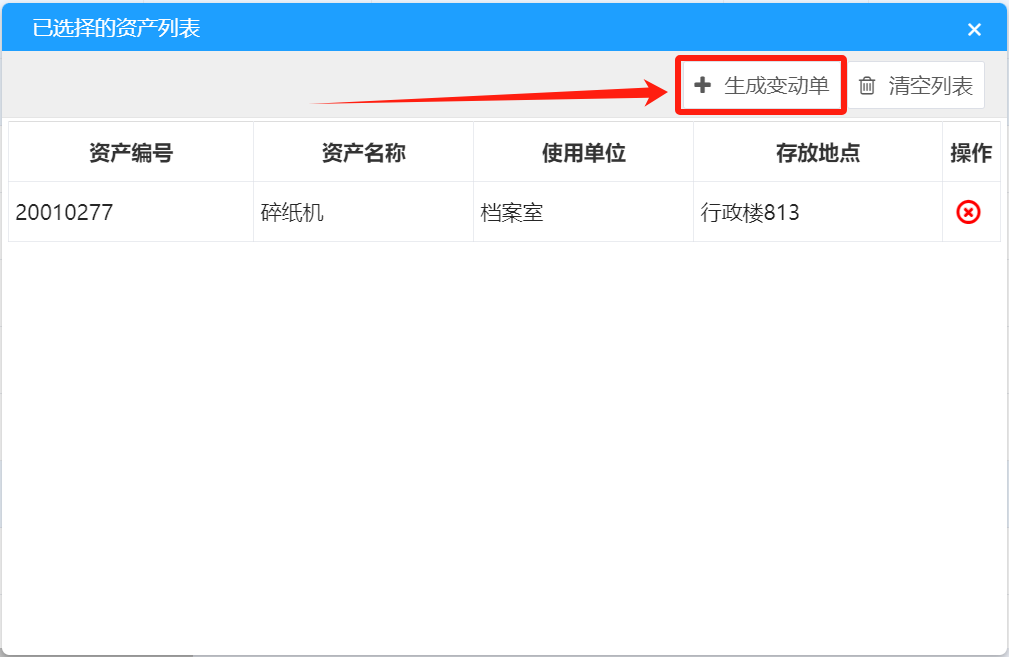 已选择的资产列表
生成变动单 清空列表
资产编号 资产名称 使用单位 存放地点 操作
20010277 碎纸机 档案室 行政楼813